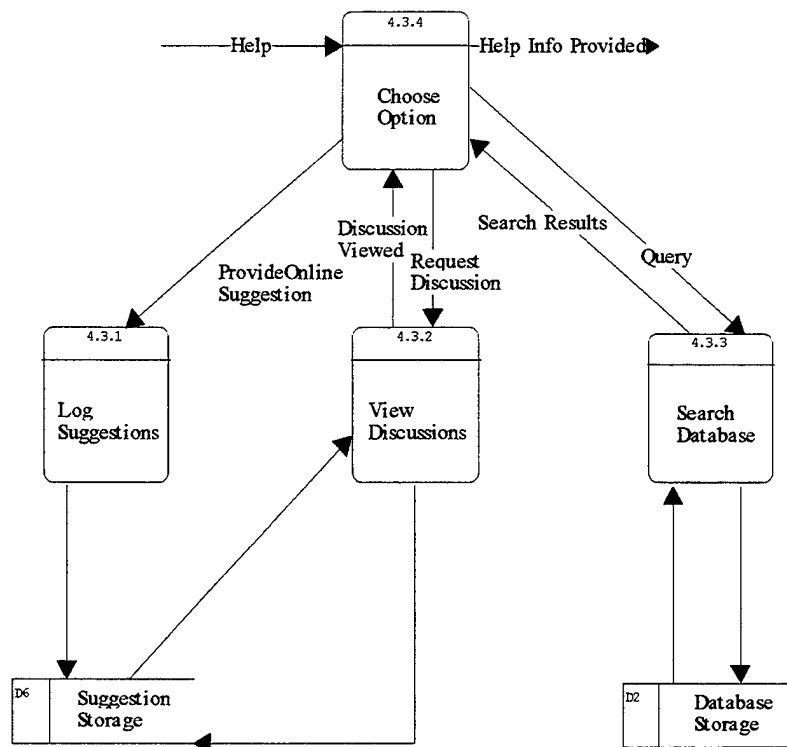 4.3.4
Help
Help Info Provided
Choose
Option
Discussion
Viewed
Search Results
Request
Discussion
Query
ProvideOnline
Suggestion
4.3.1
4.3.2
4.3.3
Log
Suggestions
View
Discussions
Search
Database
D6
Suggestion
Storage
D2
Database
Storage